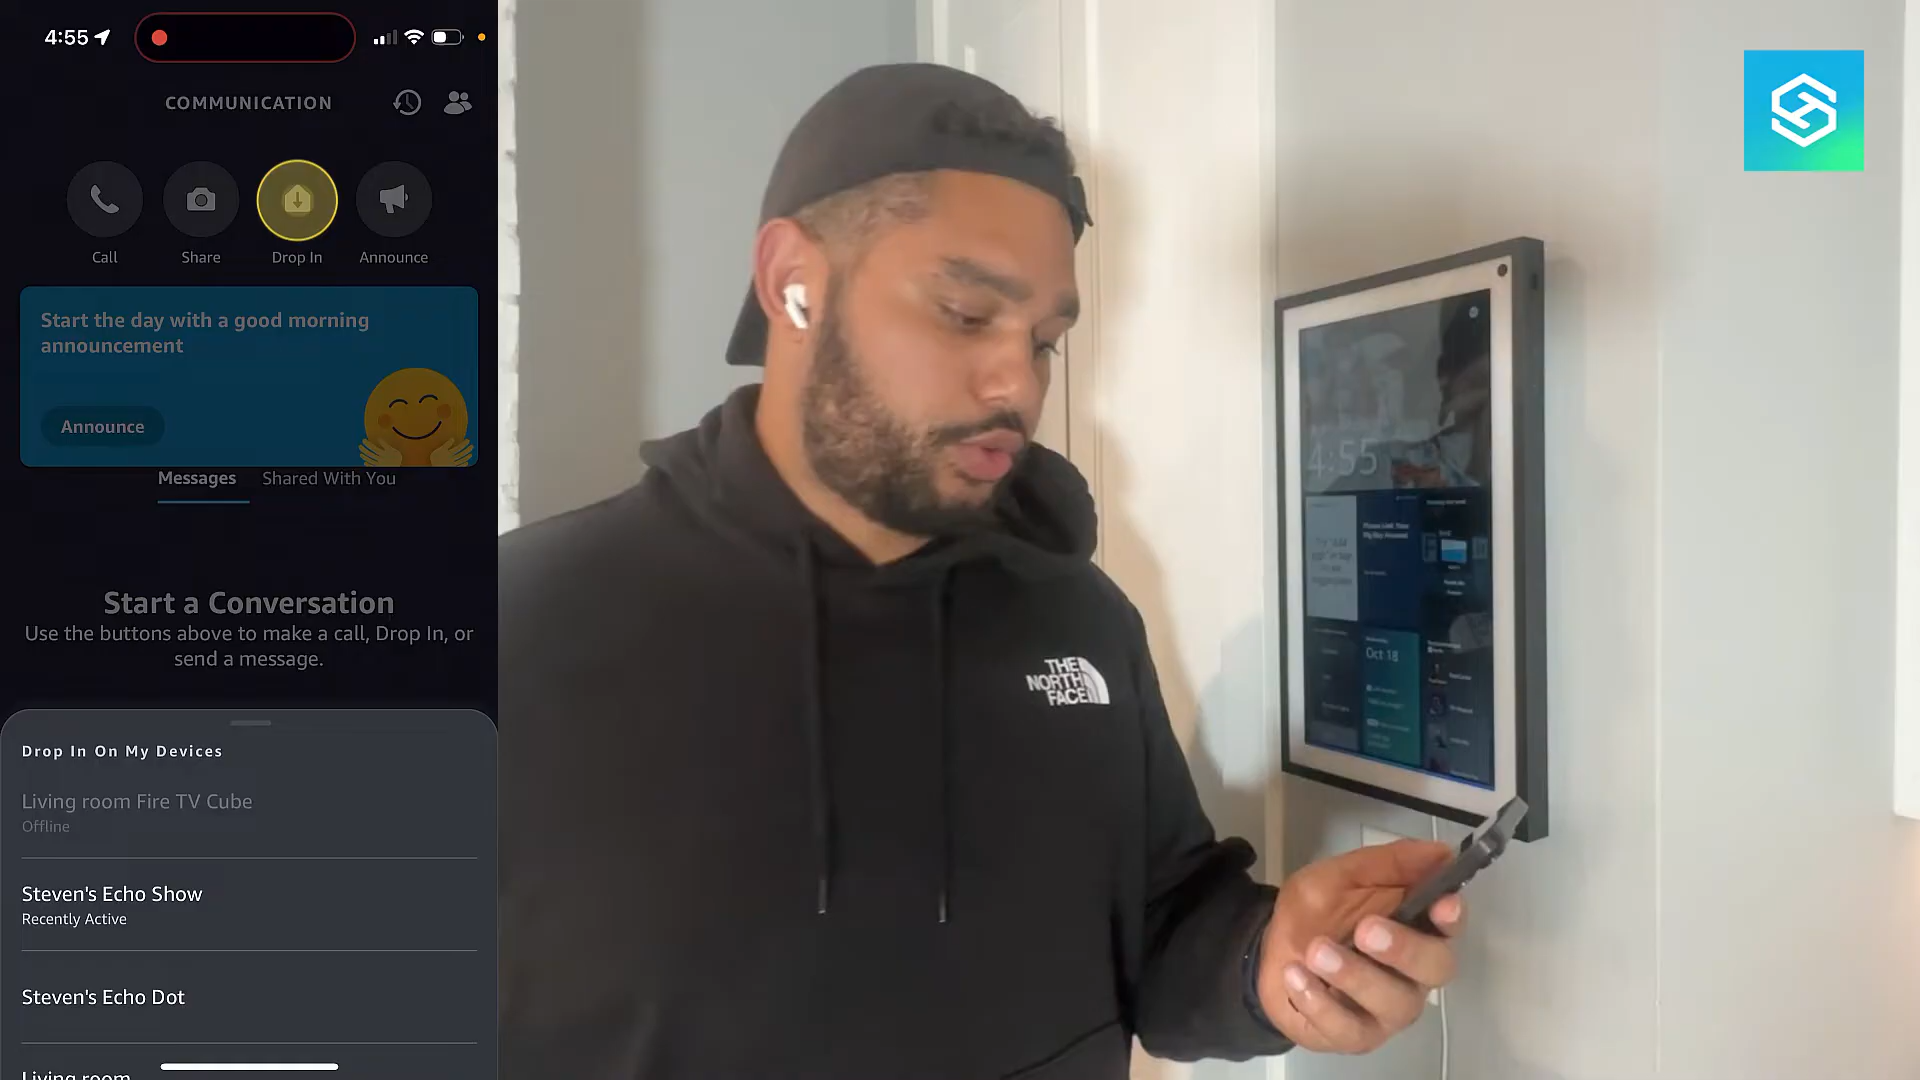 4:55
COMMUNICATION
Call
Share
Drop In
Announce
Start the day with a good morning
announcement
Announce
Messages
Shared With You
Start a Conversation
Use the buttons above to make a call, Drop In, or
send a message.
Drop In On My Devices
Living room Fire TV Cube
Offline
Steven's Echo Show
Recently Active
Steven's Echo Dot
Living room
THE
NORTH
FACE
4:55
Oct 18